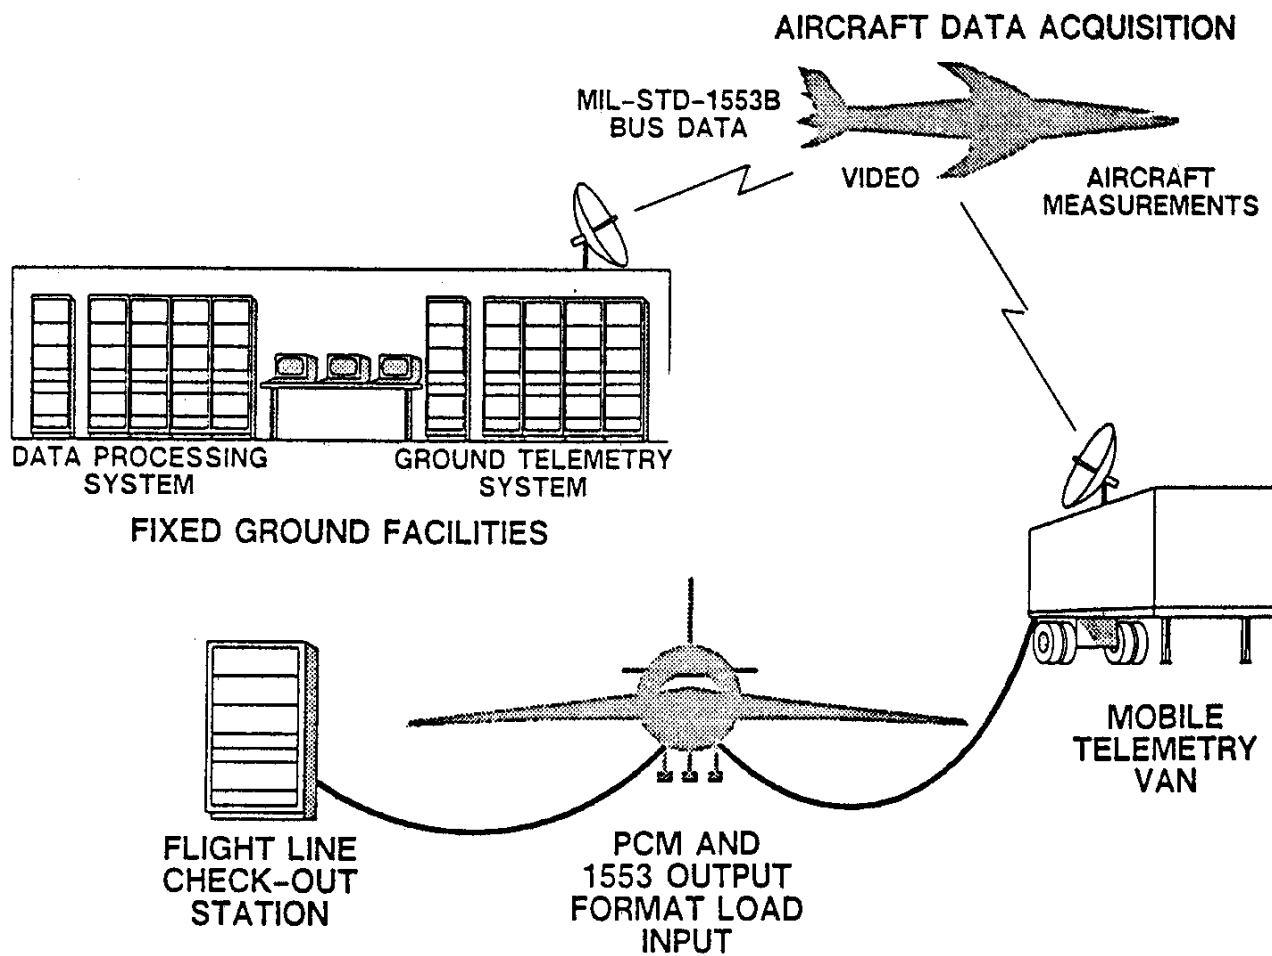 AIRCRAFT DATA ACQUISITION
MIL-STD-1553B
BUS DATA
VIDEO
AIRCRAFT
MEASUREMENTS
DATA PROCESSING
SYSTEM
GROUND TELEMETRY
SYSTEM
FIXED GROUND FACILITIES
MOBILE
TELEMETRY
VAN
FLIGHT LINE
CHECK-OUT
STATION
PCM AND
1553 OUTPUT
FORMAT LOAD
INPUT